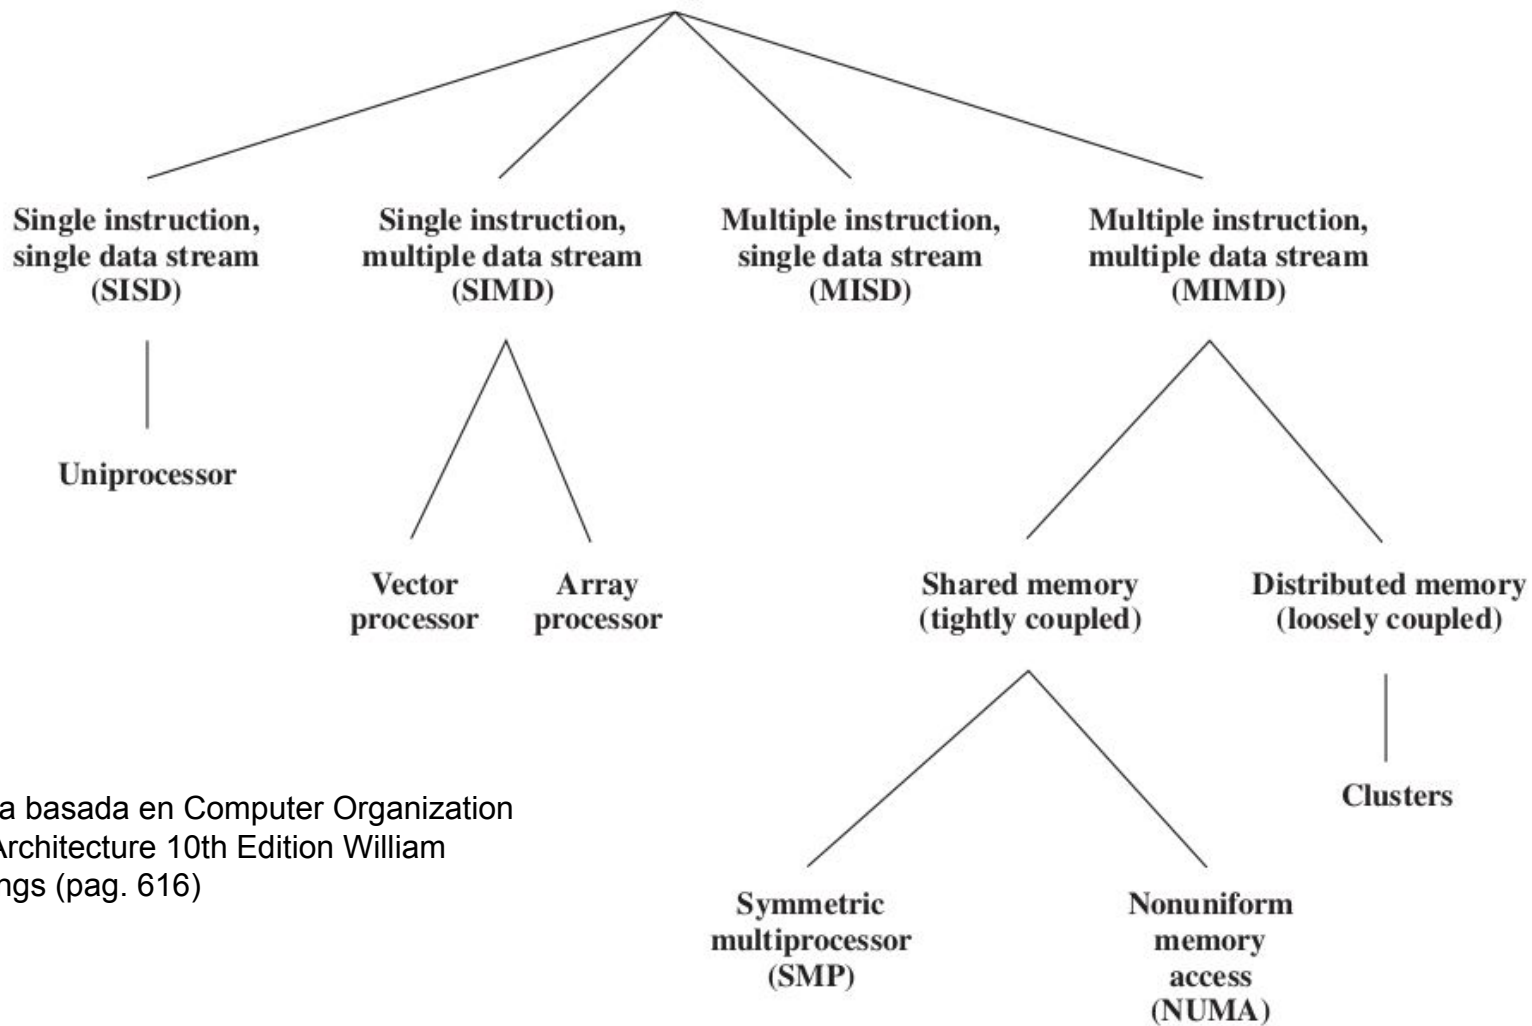 Single instruction,
single data stream
(SISD)
Single instruction,
multiple data stream
(SIMD)
Multiple instruction,
single data stream
(MISD)
Multiple instruction,
multiple data stream
(MIMD)
Uniprocessor
Vector
processor
Array
processor
Shared memory
(tightly coupled)
Distributed memory
(loosely coupled)
Clusters
a basada en Computer Organization
Architecture 10th Edition William
ngs (pag. 616)
Symmetric
multiprocessor
(SMP)
Nonuniform
memory
access
(NUMA)